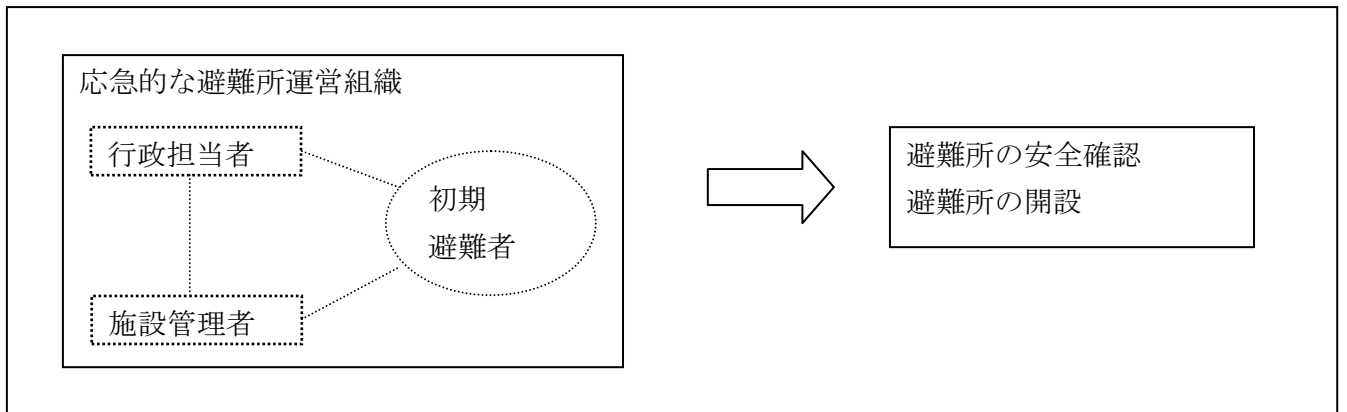 応急的な避難所運営組織
行政担当者
初期
避難者
施設管理者
避難所の安全確認
避難所の開設